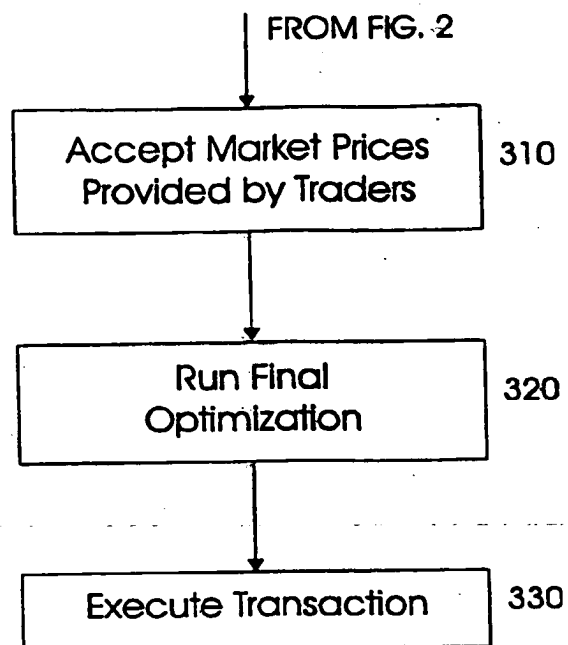 FROM FIG. 2
Accept Market Prices
Provided by Traders
310
Run Final
Optimization
320
Execute Transaction
330